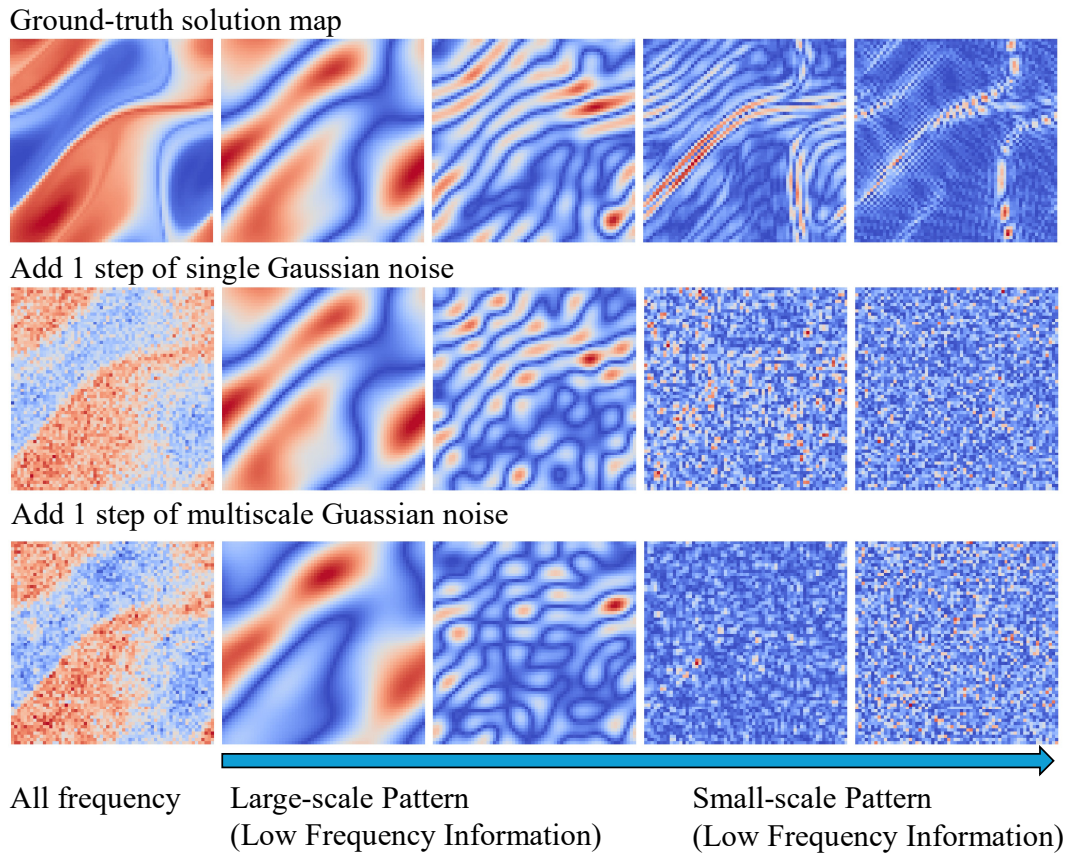 Ground-truth solution map
Add 1 step of single Gaussian noise
Add 1 step of multiscale Guassian noise
All frequency
Large-scale Pattern
(Low Frequency Information)
Small-scale Pattern
(Low Frequency Information)